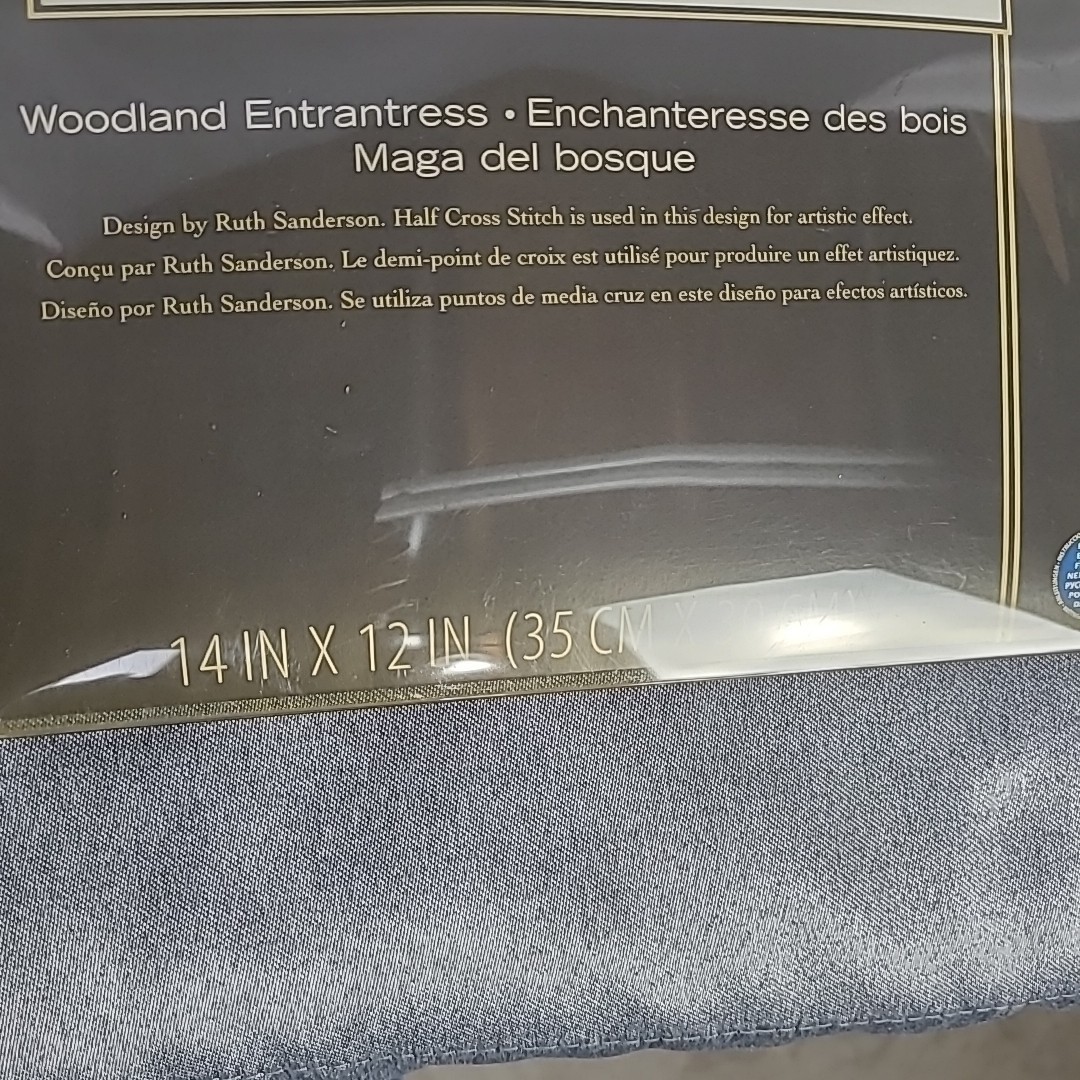 Woodland Entrantress • Enchanteresse des bois
Maga del bosque
Design by Ruth Sanderson. Half Cross Stitch is used in this design for artistic effect.
Conçu par Ruth Sanderson. Le demi-point de croix est utilisé pour produire un effet artistiquez.
Diseño por Ruth Sanderson. Se utiliza puntos de media cruz en este diseño para efectos artísticos.
14 IN X 12 IN (35 CM X